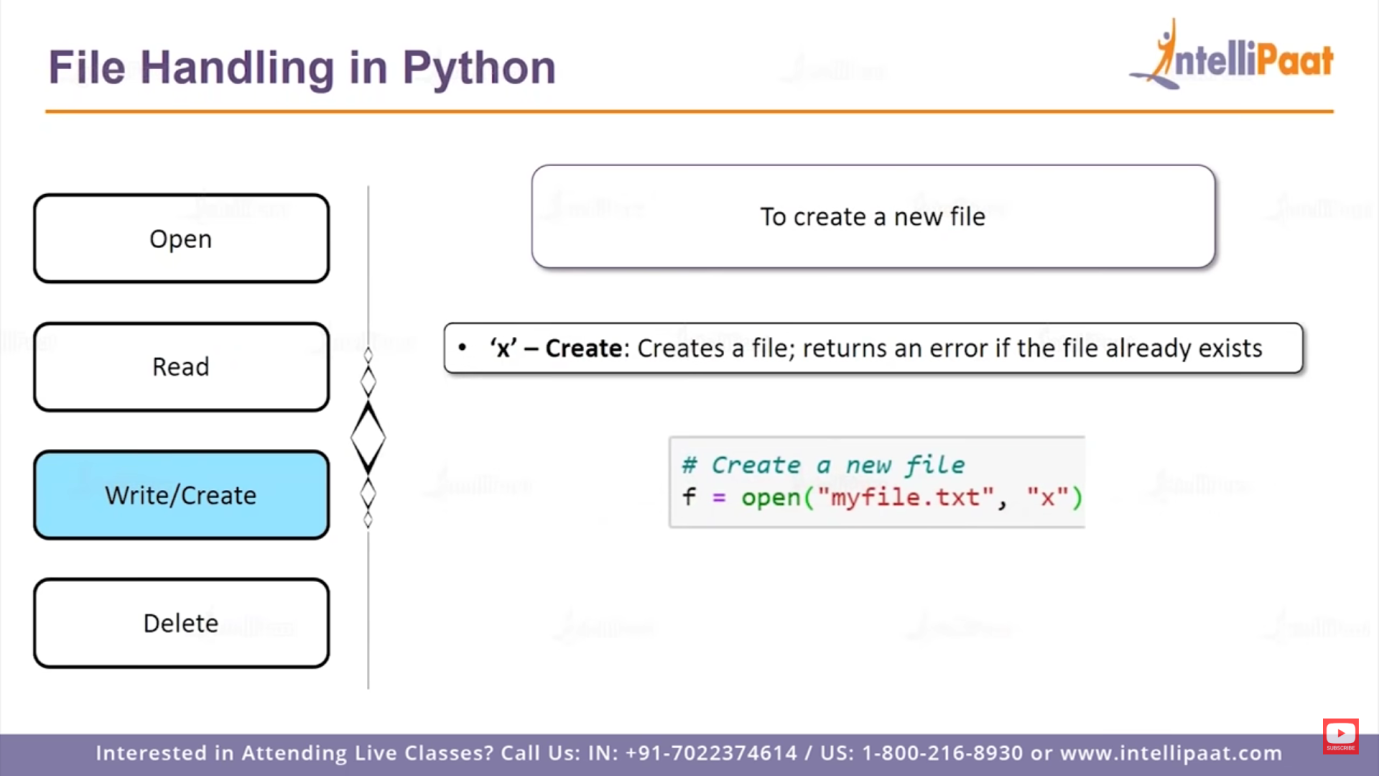 File Handling in Python
IntelliPaat
Open
Read
Write/Create
Delete
To create a new file
• ‘x’ – Create: Creates a file; returns an error if the file already exists
# Create a new file
f = open("myfile.txt", "x")
SUBSCRIBE
Interested in Attending Live Classes? Call Us: IN: +91-7022374614 / US: 1-800-216-8930 or www.intellipaat.com